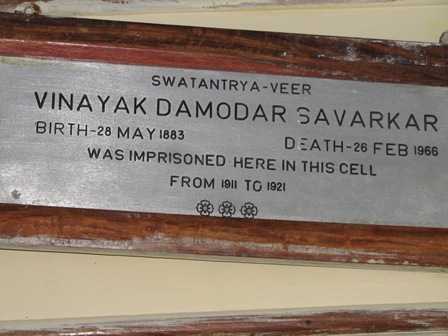 SWATANTRYA-VEER
VINAYAK DAMODAR SAVARKAR
BIRTH-28 MAY 1883 DEATH-26 FEB 1966
WAS IMPRISONED HERE IN THIS CELL
FROM 1911 TO 1921